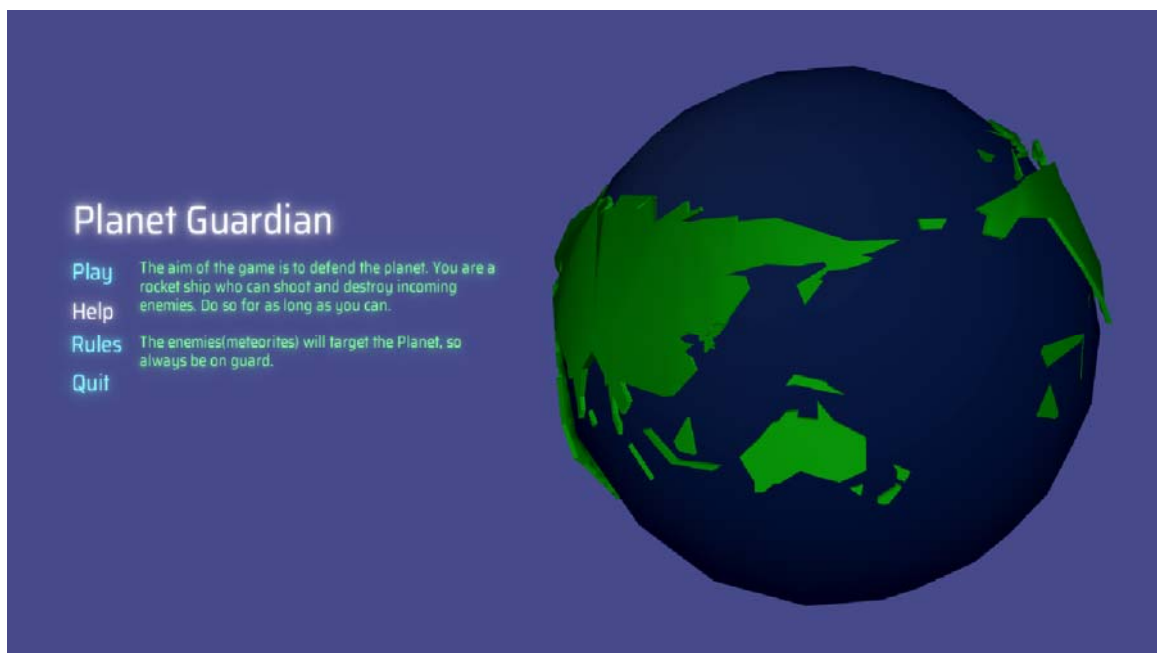 Planet Guardian
Play
The aim of the game is to defend the planet. You are a
rocket ship who can shoot and destroy incoming
enemies. Do so for as long as you can.
Help
Rules
The enemies(meteorites) will target the Planet, so
always be on guard.
Quit